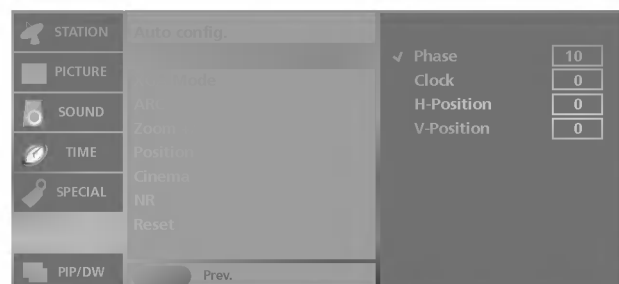 STATION
PICTURE
SOUND
TIME
SPECIAL
PIP/DW
Auto config.
Mode
ARC
Zoom
Position
Cinema
NR
Reset
Prev.
✓ Phase 10
Clock 0
H-Position 0
V-Position 0